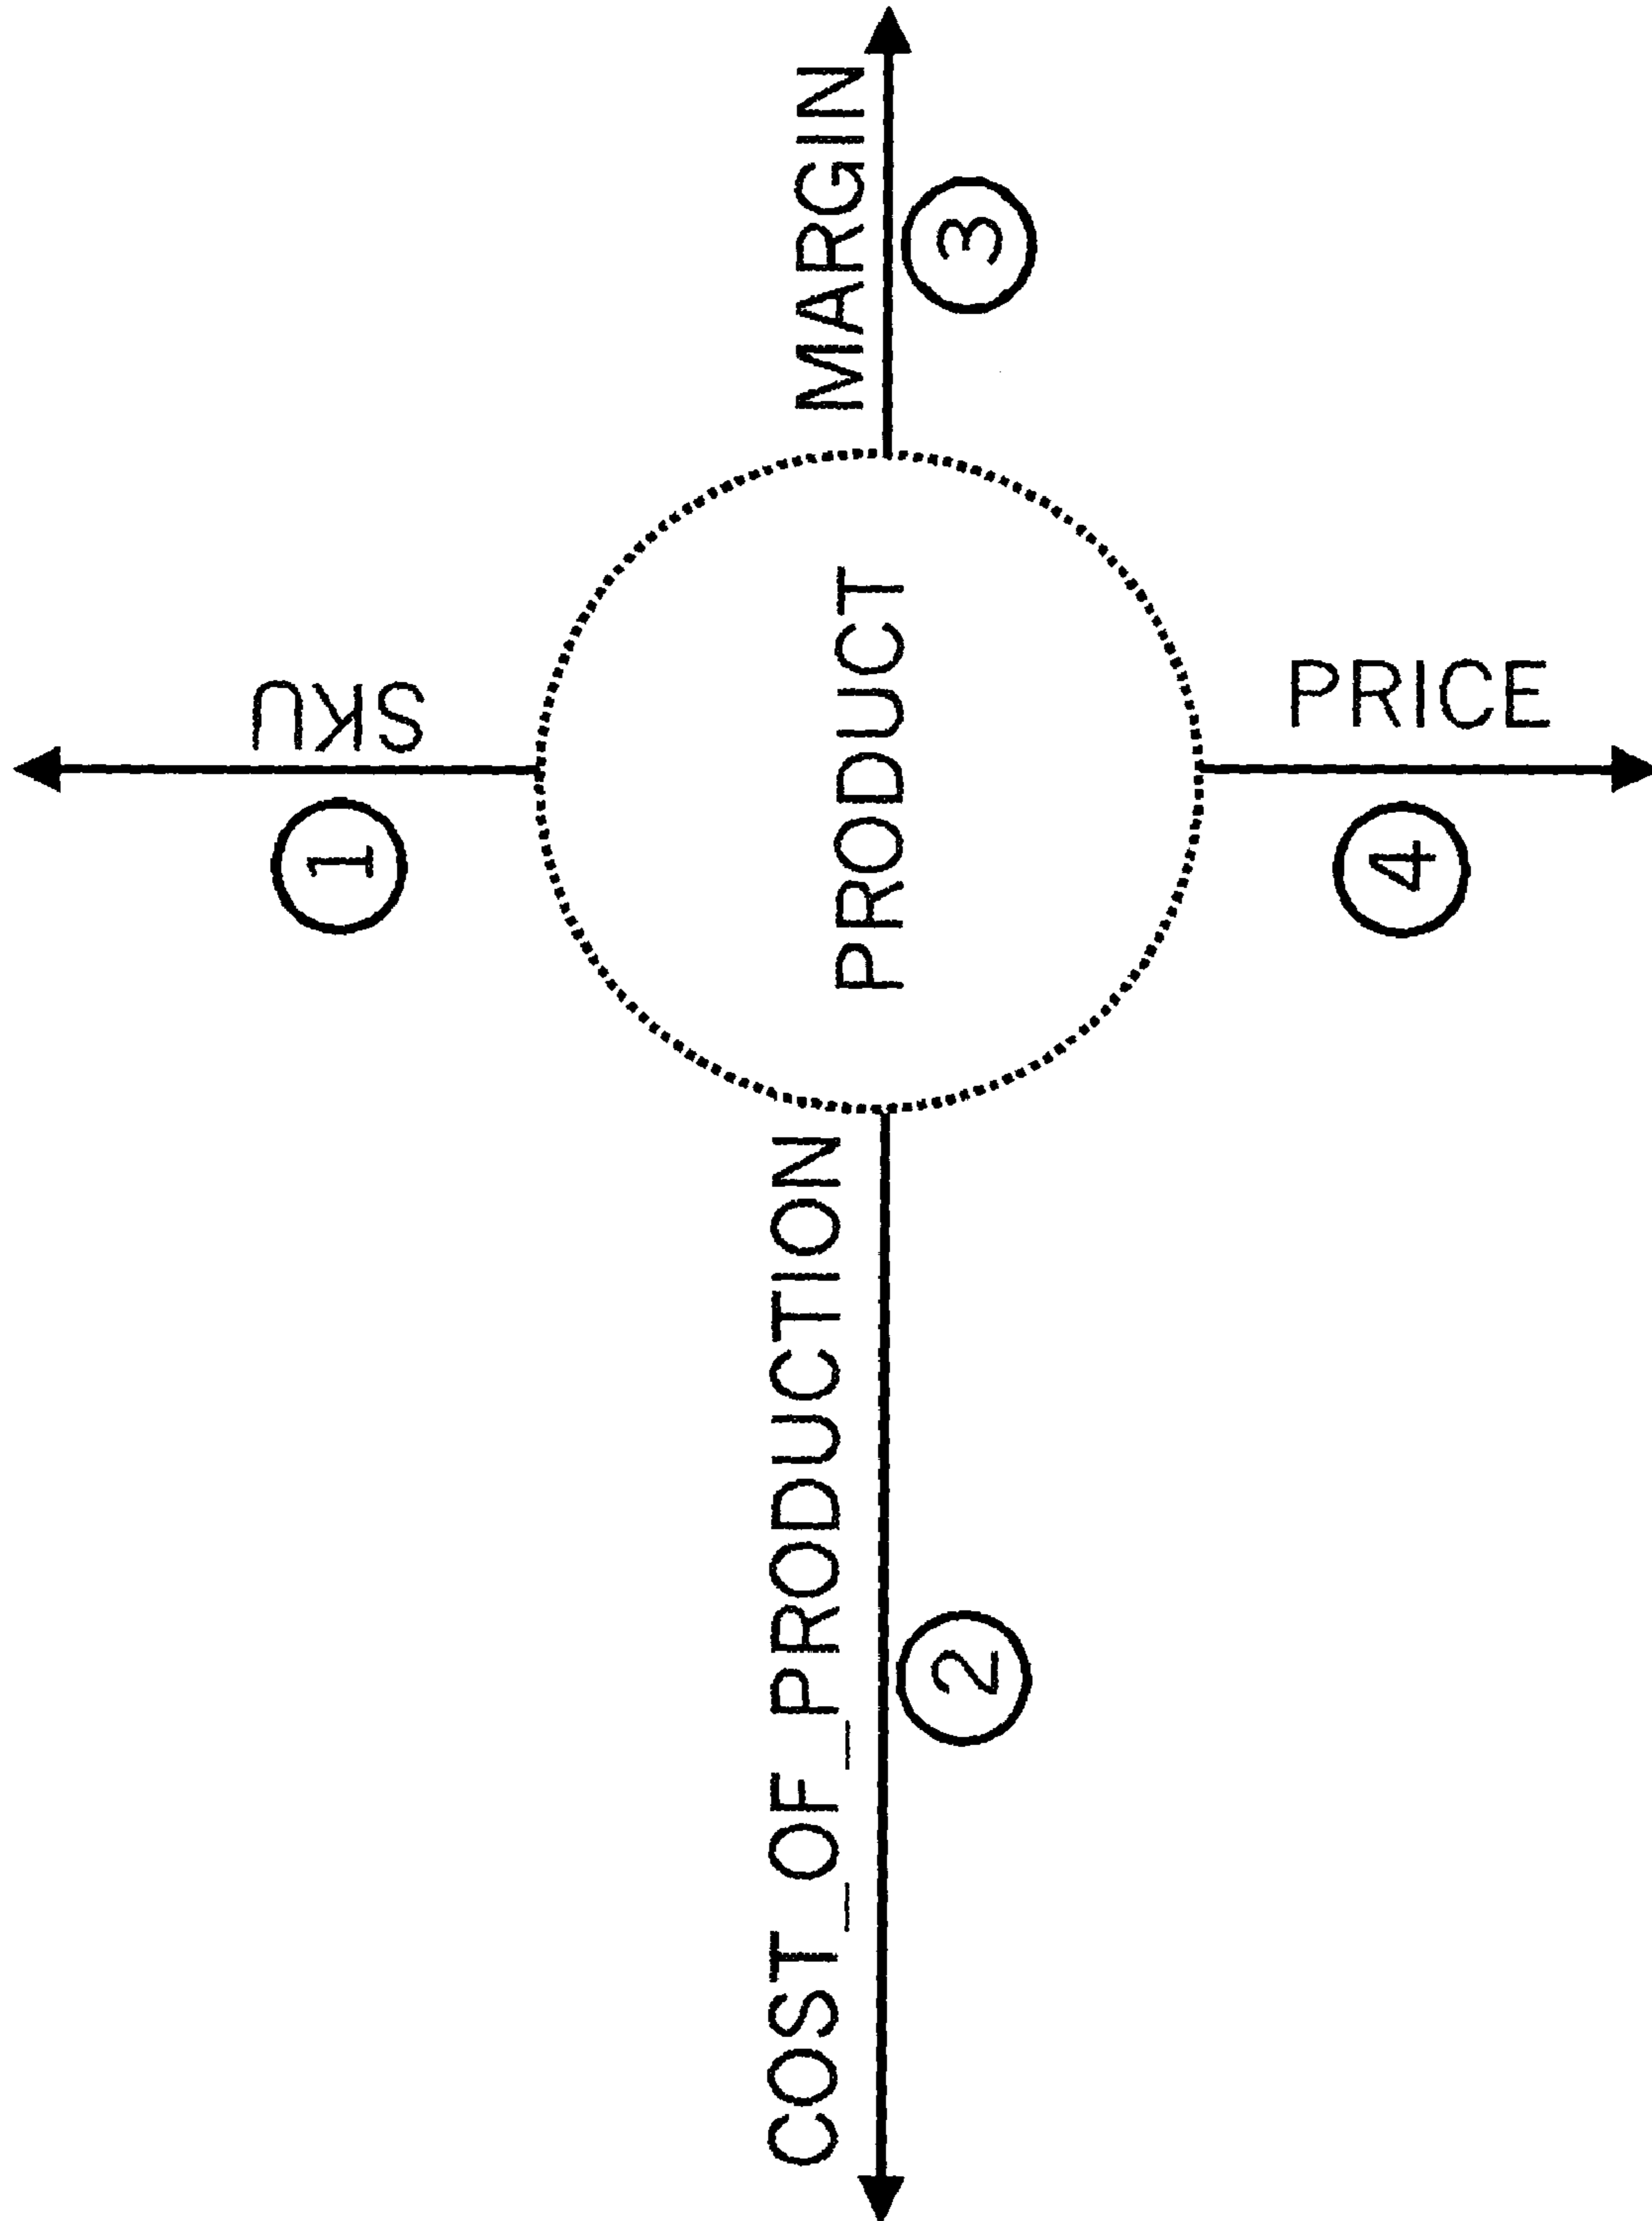 SKU
1
COST_OF_PRODUCTION
2
PRODUCT
MARGIN
3
PRICE
4